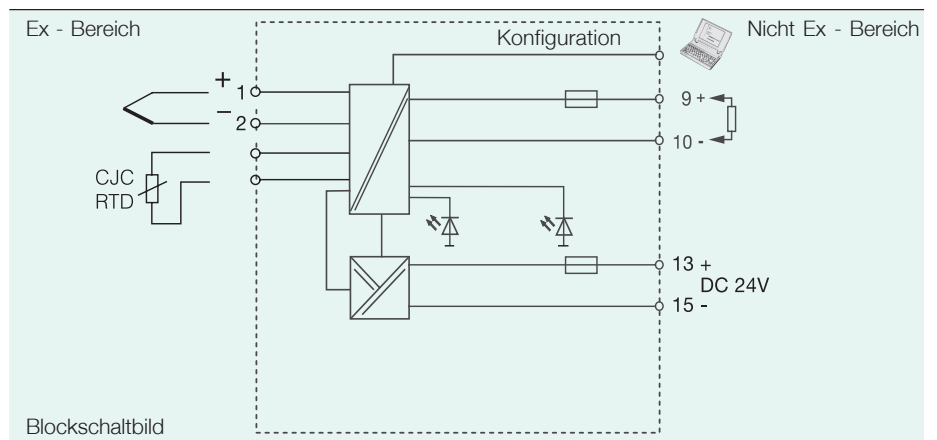 Ex - Bereich
Konfiguration
Nicht Ex - Bereich
+ 1
− 2
9 +
10 -
CJC
RTD
13 +
DC 24V
15 -
Blockschaltbild